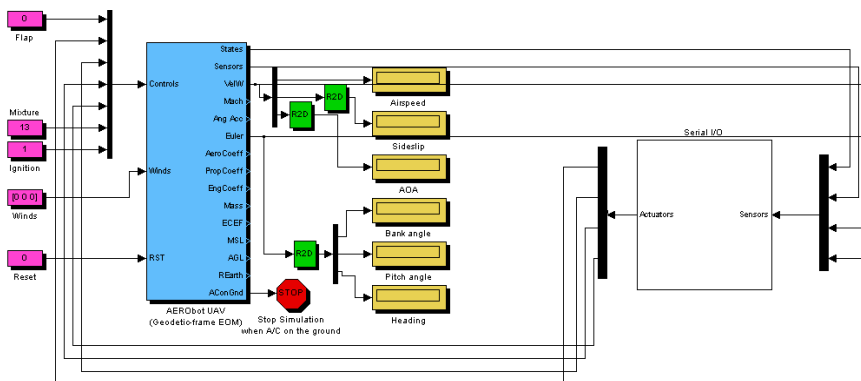 0
Flap
Mixture
13
1
Ignition
[0 0 0]
Winds
0
Reset
Controls
Winds
RST
States
Sensors
VelW
Mach
Ang Acc
Euler
AeroCoeff
PropCoeff
EngCoeff
Mass
ECEF
MSL
AGL
REarth
AConGnd
AERObot UAV
(Geodetic-frame EOM)
R2D
R2D
R2D
STOP
Stop Simulation
when A/C on the ground
Airspeed
Sideslip
AOA
Bank angle
Pitch angle
Heading
Serial I/O
Actuators
Sensors